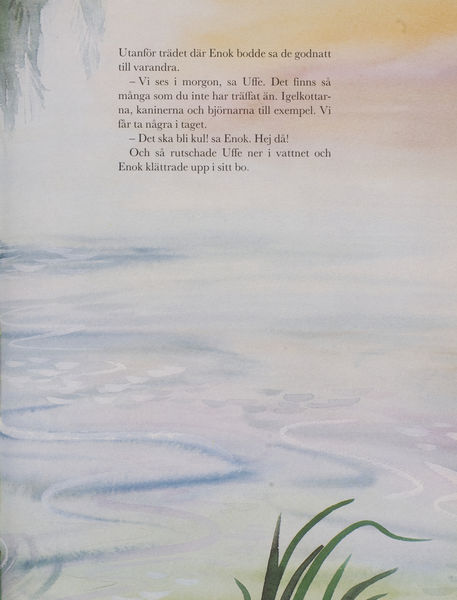 Utanför trädet där Enok bodde sa de godnatt
till varandra.
– Vi ses i morgon, sa Uffe. Det finns så
många som du inte har träffat än. Igelkottar-
na, kaninerna och björnarna till exempel. Vi
får ta några i taget.
– Det ska bli kul! sa Enok. Hej då!
Och så rutschade Uffe ner i vattnet och
Enok klättrade upp i sitt bo.